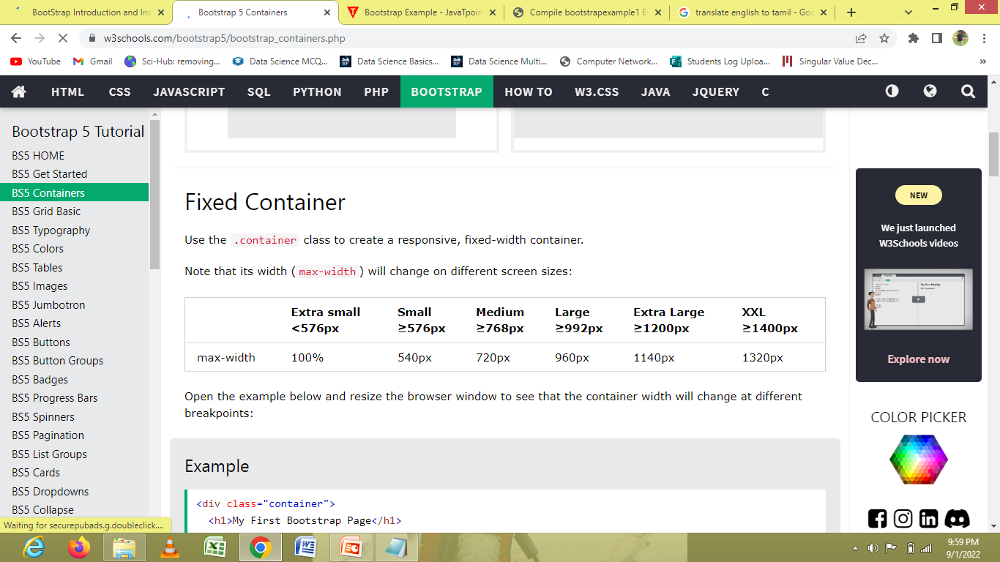 BootStrap Introduction and Ins
Bootstrap 5 Containers
Bootstrap Example - JavaTpoin
Compile bootstrapexample1 E
translate english to tamil - Goo
w3schools.com/bootstrap5/bootstrap_containers.php
YouTube
Gmail
Sci-Hub: removing...
Data Science MCQ...
Data Science Basics...
Data Science Multi...
Computer Network...
Students Log Uploa...
Singular Value Dec...
HTML
CSS
JAVASCRIPT
SQL
PYTHON
PHP
BOOTSTRAP
HOW TO
W3.CSS
JAVA
JQUERY
C
Bootstrap 5 Tutorial
BS5 HOME
BS5 Get Started
BS5 Containers
BS5 Grid Basic
BS5 Typography
BS5 Colors
BS5 Tables
BS5 Images
BS5 Jumbotron
BS5 Alerts
BS5 Buttons
BS5 Button Groups
BS5 Badges
BS5 Progress Bars
BS5 Spinners
BS5 Pagination
BS5 List Groups
BS5 Cards
BS5 Dropdowns
BS5 Collapse
Waiting for securepubads.g.doubleclick....
Fixed Container
Use the .container class to create a responsive, fixed-width container.
Note that its width (max-width) will change on different screen sizes:
Extra small Small Medium Large Extra Large XXL
<576px ≥576px ≥768px ≥992px ≥1200px ≥1400px
max-width 100% 540px 720px 960px 1140px 1320px
Open the example below and resize the browser window to see that the container width will change at different
breakpoints:
Example
<div class="container">
<h1>My First Bootstrap Page</h1>
NEW
We just launched
W3Schools videos
Explore now
COLOR PICKER
9:59 PM
9/1/2022